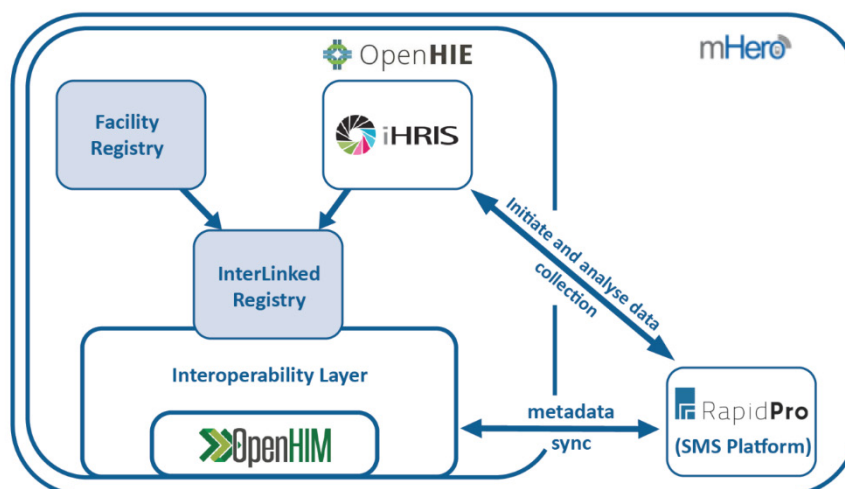 OpenHIE
mHero
Facility
Registry
iHRIS
InterLinked
Registry
Initiate and analyse data
collection
Interoperability Layer
OpenHIM
metadata
sync
RapidPro
(SMS Platform)